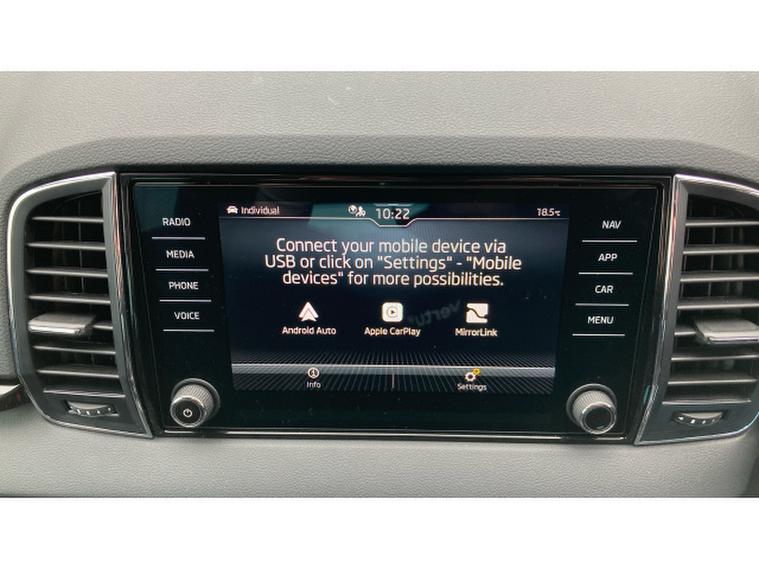 RADIO
MEDIA
PHONE
VOICE
Individual
10:22
18.5°C
Connect your mobile device via
USB or click on "Settings" - "Mobile
devices" for more possibilities.
Android Auto
Apple CarPlay
MirrorLink
Info
Settings
NAV
APP
CAR
MENU
vertu